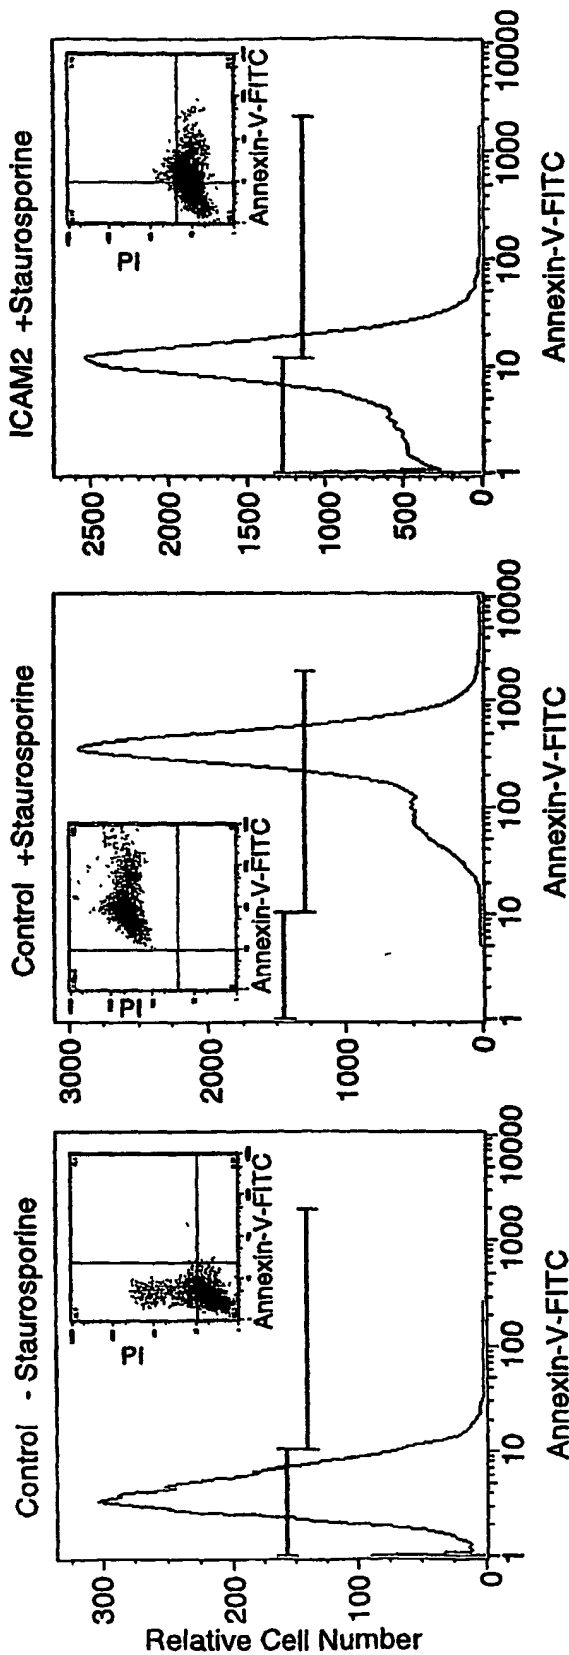 Control - Staurosporine
300
200
100
0
Relative Cell Number
1 10 100 1000 10000
Annexin-V-FITC
PI
Annexin-V-FITC
Control +Staurosporine
3000
2000
1000
0
1 10 100 1000 10000
Annexin-V-FITC
PI
Annexin-V-FITC
ICAM2 +Staurosporine
2500
2000
1500
1000
500
0
1 10 100 1000 10000
Annexin-V-FITC
PI
Annexin-V-FITC